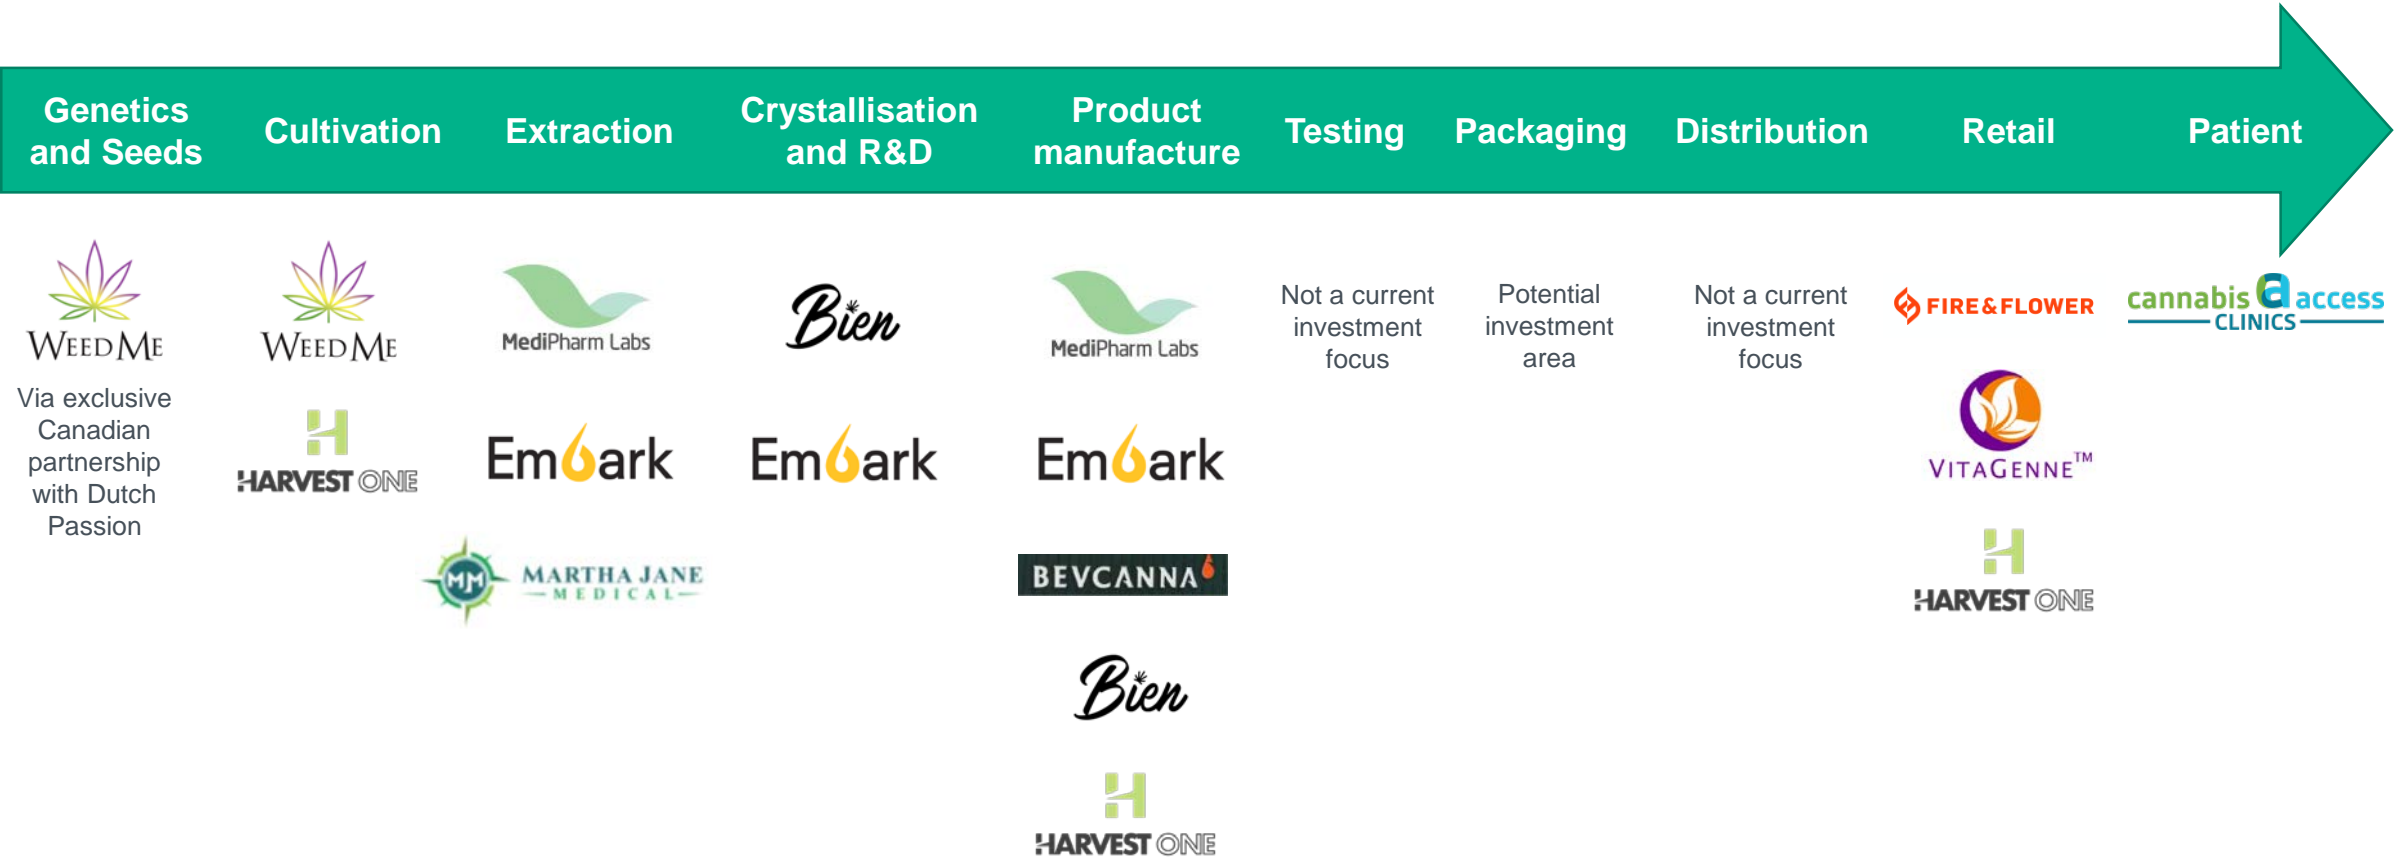 Genetics
and Seeds
Cultivation
Extraction
Crystallisation
and R&D
Product
manufacture
Testing
Packaging
Distribution
Retail
Patient
WEEDME
Via exclusive
Canadian
partnership
with Dutch
Passion
WEEDME
HARVEST ONE
MediPharm Labs
Embark
MJM
MARTHA JANE
MEDICAL
Bien
Embark
MediPharm Labs
Embark
BEVCANNA
Bien
HARVEST ONE
Not a current
investment
focus
Potential
investment
area
Not a current
investment
focus
FIRE&FLOWER
VITAGENNE™
HARVEST ONE
cannabis a access
CLINICS